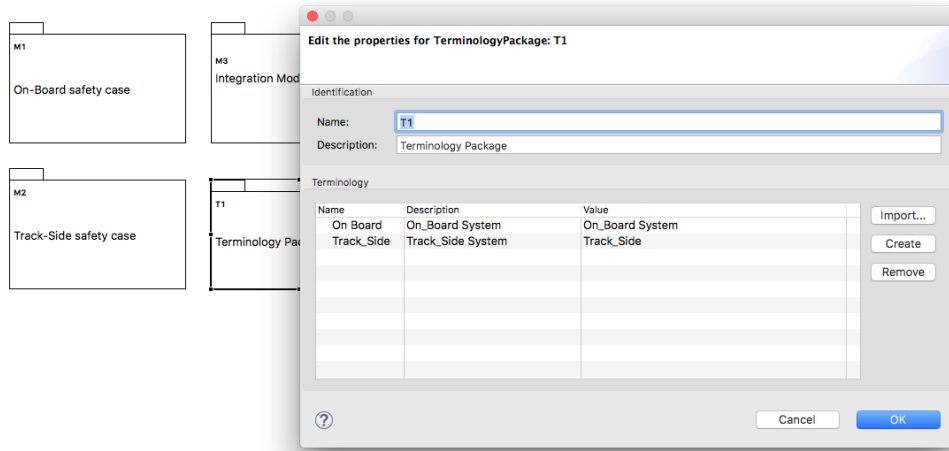 M1
On-Board safety case
M3
Integration Mod
M2
Track-Side safety case
T1
Terminology Pac
Edit the properties for TerminologyPackage: T1
Identification
Name: T1
Description: Terminology Package
Terminology
Name Description Value
On Board On_Board System On_Board System
Track_Side Track_Side System Track_Side
Import...
Create
Remove
?
Cancel OK